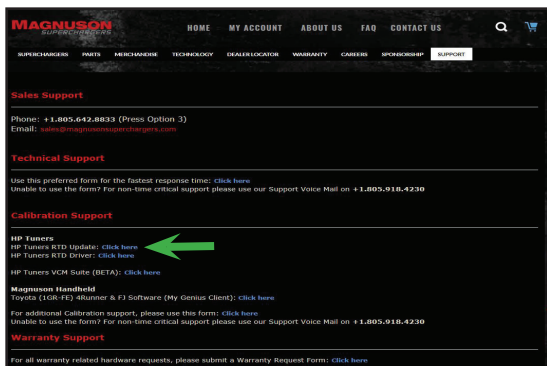 MAGNUSON
SUPERCHARGERS
HOME MY ACCOUNT ABOUT US FAQ CONTACT US
SUPERCHARGERS PARTS MERCHANDISE TECHNOLOGY DEALER LOCATOR WARRANTY CAREERS SPONSORSHIP SUPPORT
Sales Support
Phone: +1.805.642.8833 (Press Option 3)
Email: sales@magnusonsuperchargers.com
Technical Support
Use this preferred form for the fastest response time: Click here
Unable to use the form? For non-time critical support please use our Support Voice Mail on +1.805.918.4230
Calibration Support
HP Tuners
HP Tuners RTD Update: Click here
HP Tuners RTD Driver: Click here
HP Tuners VCM Suite (BETA): Click here
Magnuson Handheld
Toyota (1GR-FE) 4Runner & FJ Software (My Genius Client): Click here
For additional Calibration support, please use this form: Click here
Unable to use the form? For non-time critical support please use our Support Voice Mail on +1.805.918.4230
Warranty Support
For all warranty related hardware requests, please submit a Warranty Request Form: Click here